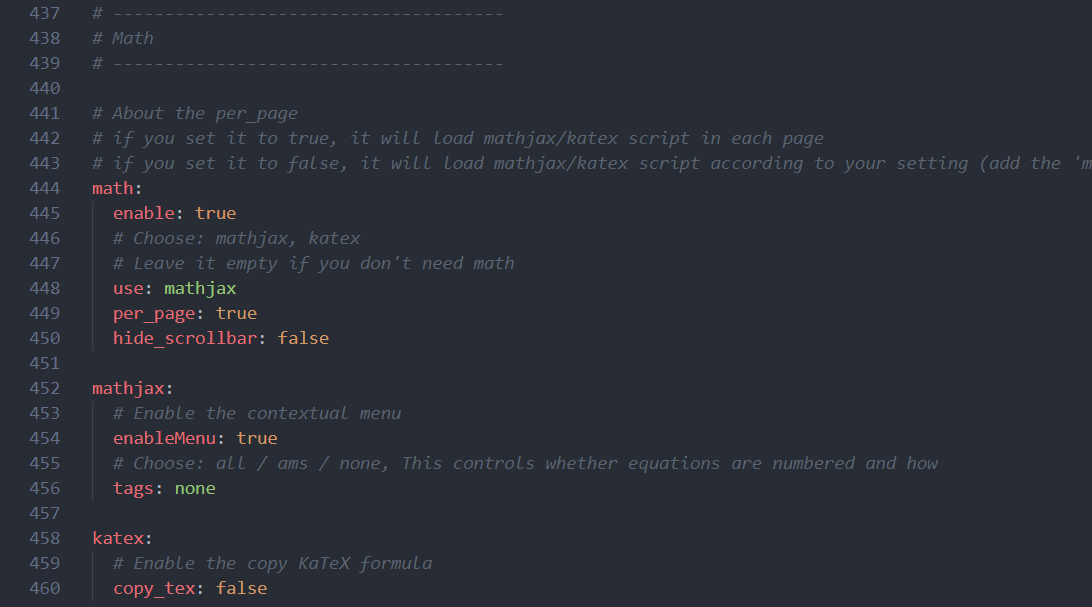 437 # --------------------------------------
438 # Math
439 # --------------------------------------
440
441 # About the per_page
442 # if you set it to true, it will load mathjax/katex script in each page
443 # if you set it to false, it will load mathjax/katex script according to your setting (add the 'm
444 math:
445 enable: true
446 # Choose: mathjax, katex
447 # Leave it empty if you don't need math
448 use: mathjax
449 per_page: true
450 hide_scrollbar: false
451
452 mathjax:
453 # Enable the contextual menu
454 enableMenu: true
455 # Choose: all / ams / none, This controls whether equations are numbered and how
456 tags: none
457
458 katex:
459 # Enable the copy KaTeX formula
460 copy_tex: false